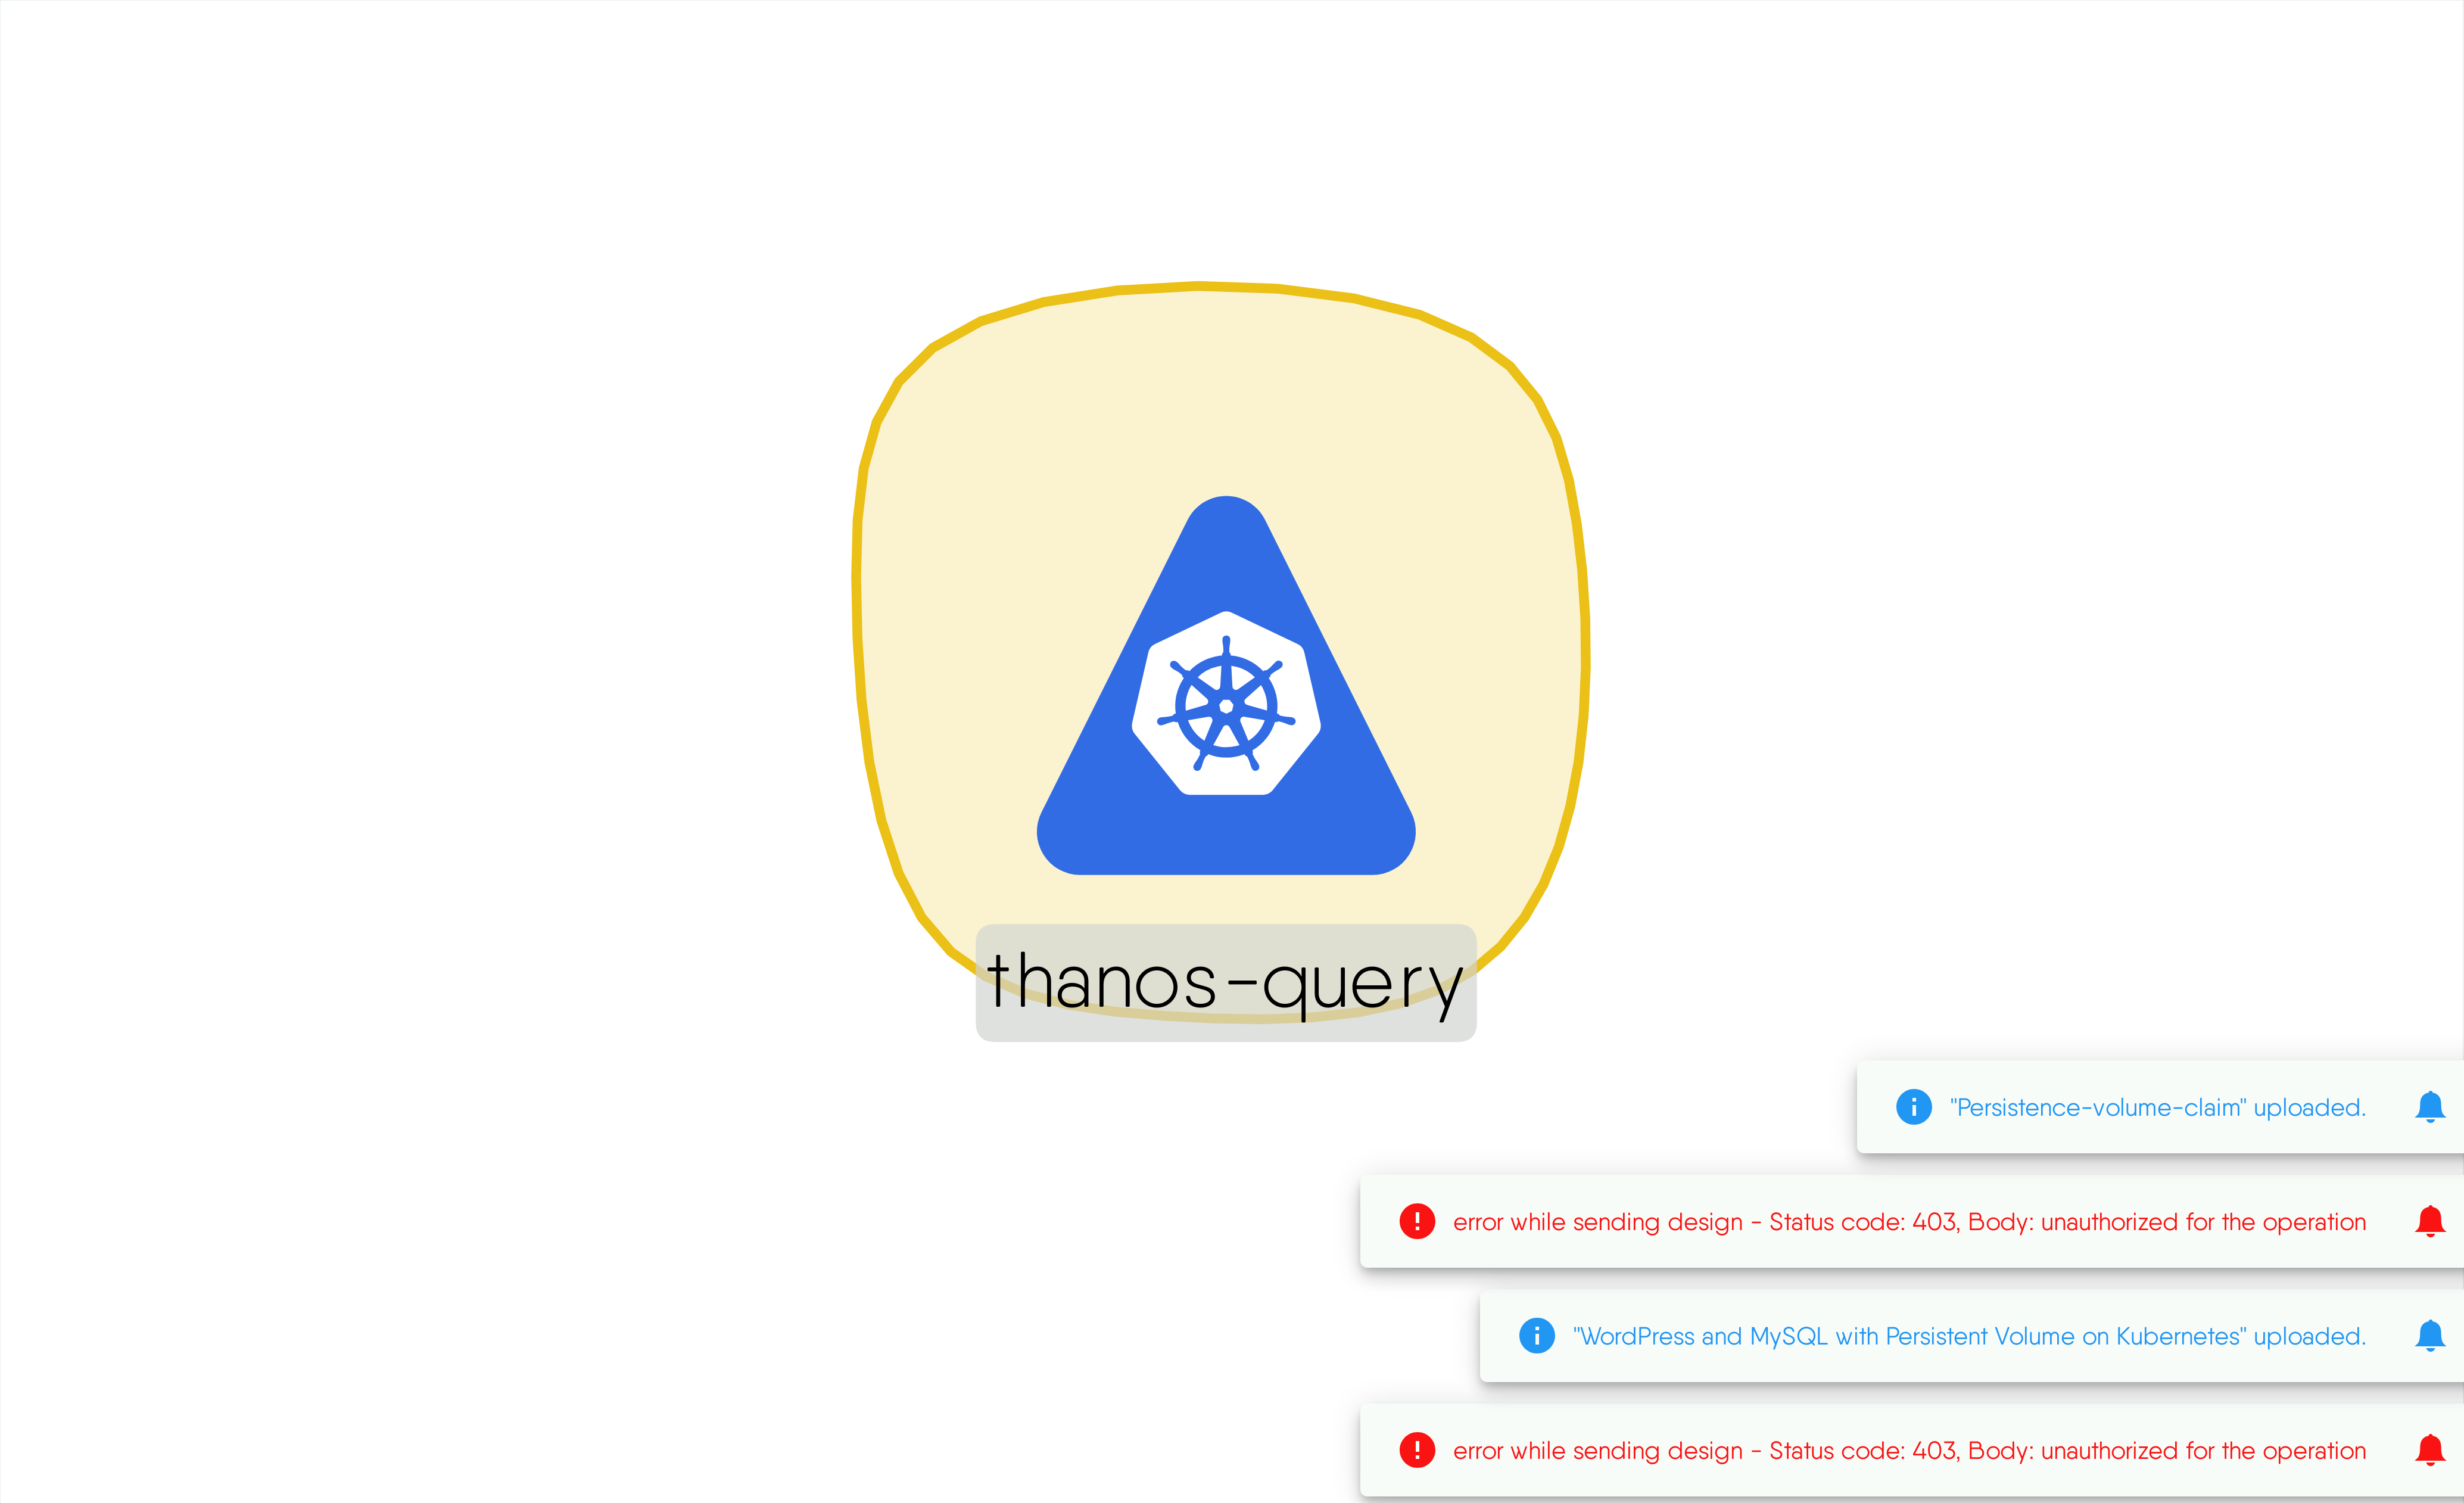 thanos-query
"Persistence-volume-claim" uploaded.
error while sending design - Status code: 403, Body: unauthorized for the operation
"WordPress and MySQL with Persistent Volume on Kubernetes" uploaded.
error while sending design - Status code: 403, Body: unauthorized for the operation